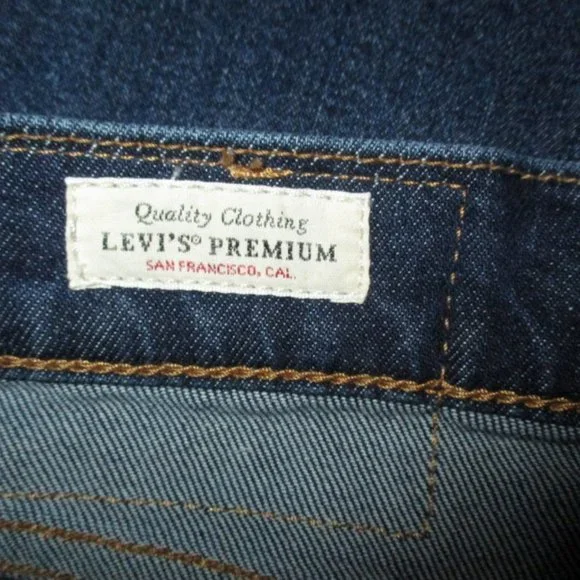 Quality Clothing
LEVI'S® PREMIUM
SAN FRANCISCO, CAL.